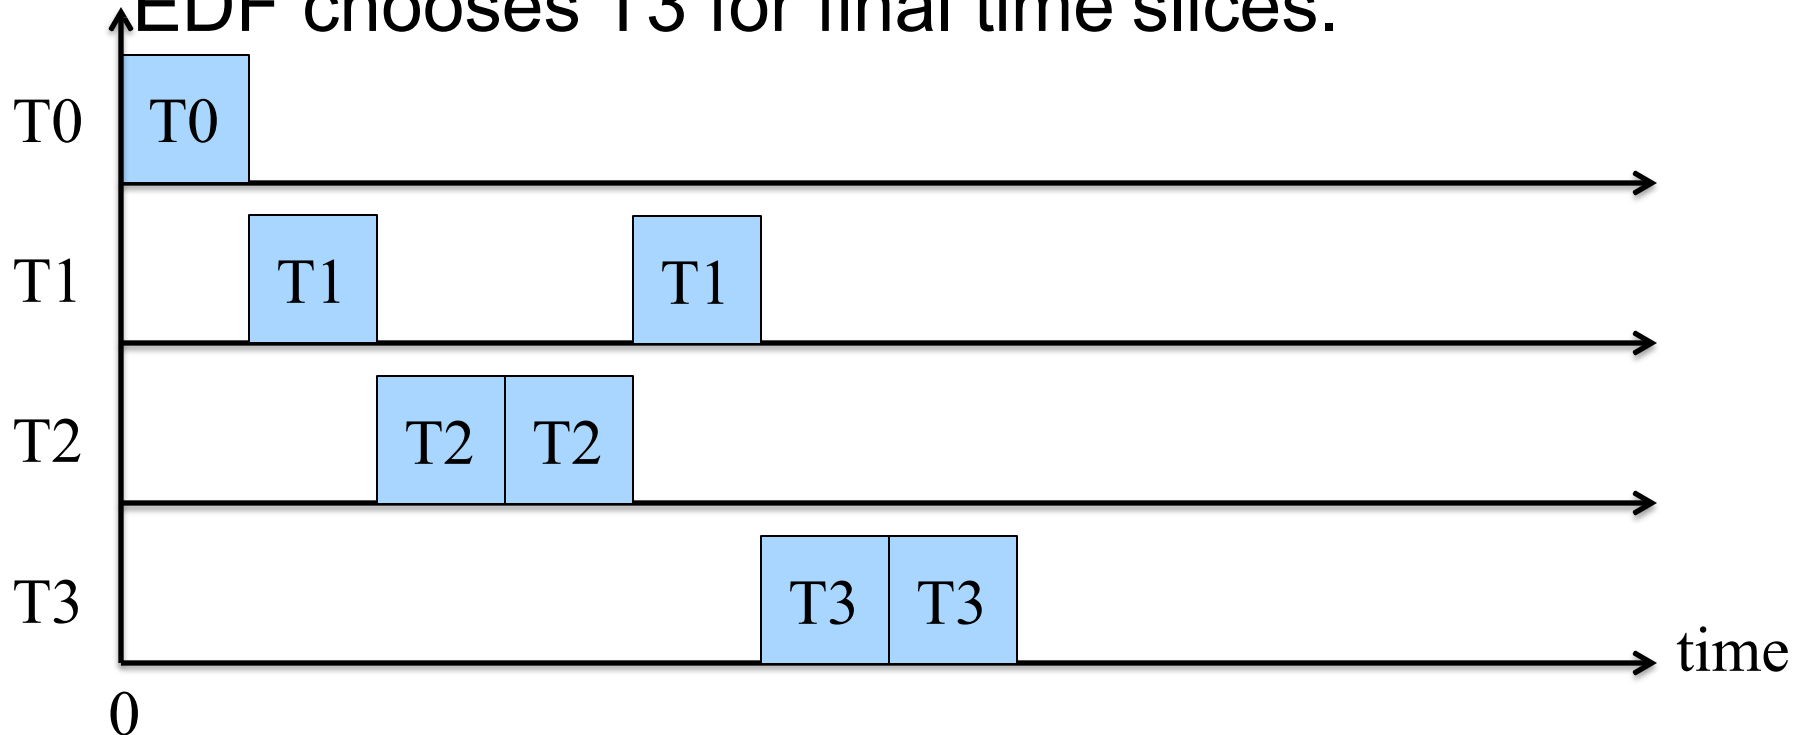 EDF chooses T3 for final time slices.
T0 T0
T1 T1 T1
T2 T2 T2
T3 T3 T3
time
0